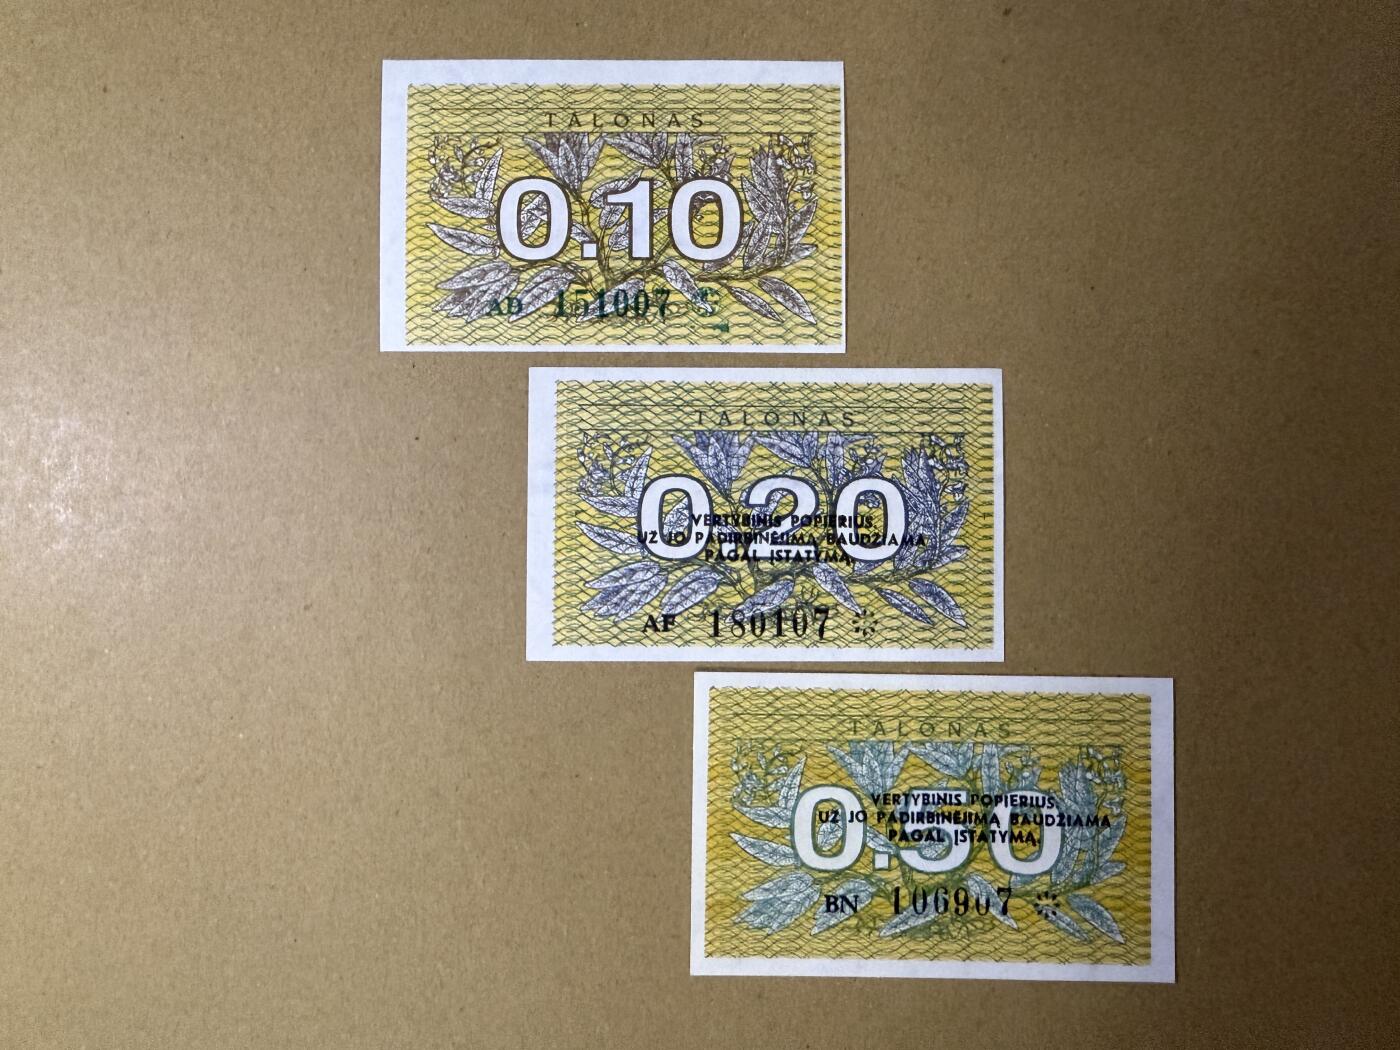 TALONAS
0.10
AD 151007
TALONAS
0.20
VERTYBINIS POPIERIUS.
UŽ JO PADIRBINĖJIMĄ BAUDŽIAMA
PAGAL ĮSTATYMĄ.
AF 180107
TALONAS
0.50
VERTYBINIS POPIERIUS.
UŽ JO PADIRBINĖJIMĄ BAUDŽIAMA
PAGAL ĮSTATYMĄ.
BN 106907